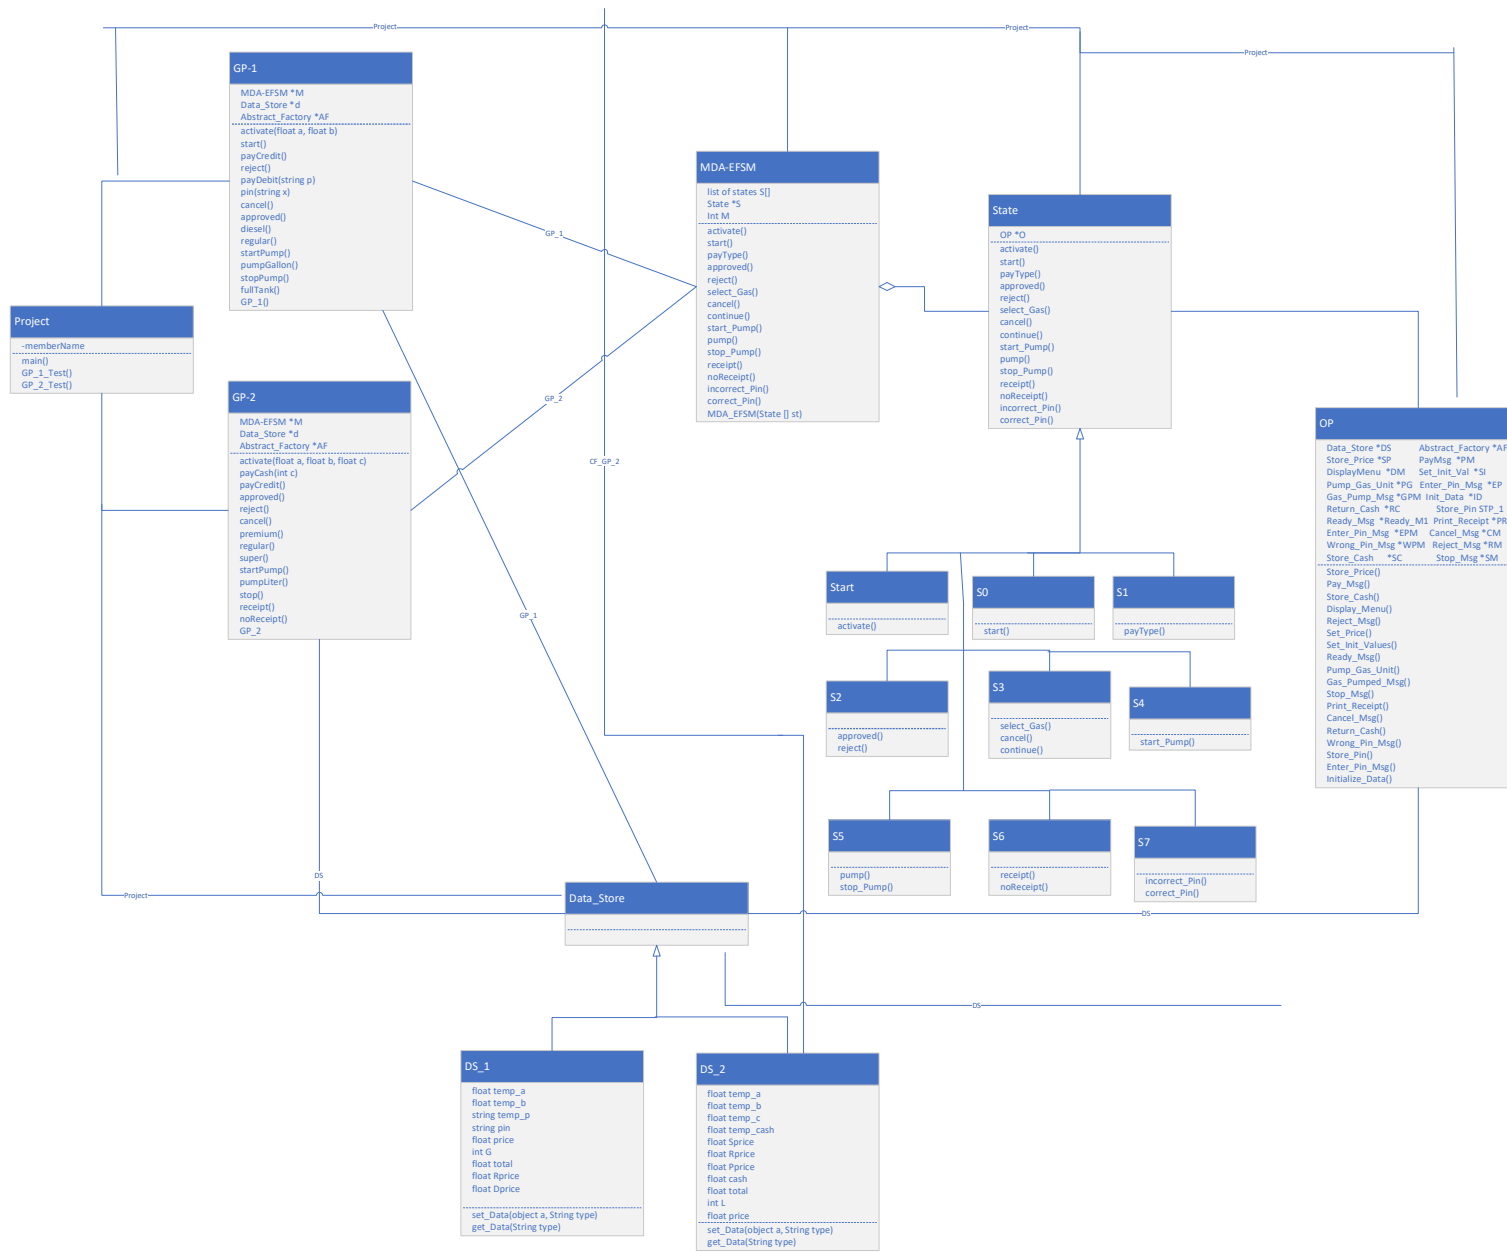 Project
Project
Project
GP-1
MDA-EFSM *M
Data_Store *d
Abstract_Factory *AF
activate(float a, float b)
start()
payCredit()
reject()
payDebit(string p)
pin(string x)
cancel()
approved()
diesel()
regular()
startPump()
pumpGallon()
stopPump()
fullTank()
GP_1()
MDA-EFSM
list of states S[]
State *S
Int M
activate()
start()
payType()
approved()
reject()
select_Gas()
cancel()
continue()
start_Pump()
pump()
stop_Pump()
receipt()
noReceipt()
incorrect_Pin()
correct_Pin()
MDA_EFSM(State [] st)
State
OP *O
activate()
start()
payType()
approved()
reject()
select_Gas()
cancel()
continue()
start_Pump()
pump()
stop_Pump()
receipt()
noReceipt()
incorrect_Pin()
correct_Pin()
GP_1
Project
-memberName
main()
GP_1_Test()
GP_2_Test()
GP-2
MDA-EFSM *M
Data_Store *d
Abstract_Factory *AF
activate(float a, float b, float c)
payCash(int c)
payCredit()
approved()
reject()
cancel()
premium()
regular()
super()
startPump()
pumpLiter()
stop()
receipt()
noReceipt()
GP_2
GP_2
CF_GP_2
OP
Data_Store *DS Abstract_Factory *AF
Store_Price *SP PayMsg *PM
DisplayMenu *DM Set_Init_Val *SI
Pump_Gas_Unit *PG Enter_Pin_Msg *EP
Gas_Pump_Msg *GPM Init_Data *ID
Return_Cash *RC Store_Pin STP_1
Ready_Msg *Ready_M1 Print_Receipt *PR
Enter_Pin_Msg *EPM Cancel_Msg *CM
Wrong_Pin_Msg *WPM Reject_Msg *RM
Store_Cash *SC Stop_Msg *SM
Store_Price()
Pay_Msg()
Store_Cash()
Display_Menu()
Reject_Msg()
Set_Price()
Set_Init_Values()
Ready_Msg()
Pump_Gas_Unit()
Gas_Pumped_Msg()
Stop_Msg()
Print_Receipt()
Cancel_Msg()
Return_Cash()
Wrong_Pin_Msg()
Store_Pin()
Enter_Pin_Msg()
Initialize_Data()
Start
activate()
S0
start()
S1
payType()
GP_1
S2
approved()
reject()
S3
select_Gas()
cancel()
continue()
S4
start_Pump()
S5
pump()
stop_Pump()
S6
receipt()
noReceipt()
S7
incorrect_Pin()
correct_Pin()
DS
Project
Data_Store
DS
DS
DS_1
float temp_a
float temp_b
string temp_p
string pin
float price
int G
float total
float Rprice
float Dprice
set_Data(object a, String type)
get_Data(String type)
DS_2
float temp_a
float temp_b
float temp_c
float temp_cash
float Sprice
float Rprice
float Pprice
float cash
float total
int L
float price
set_Data(object a, String type)
get_Data(String type)